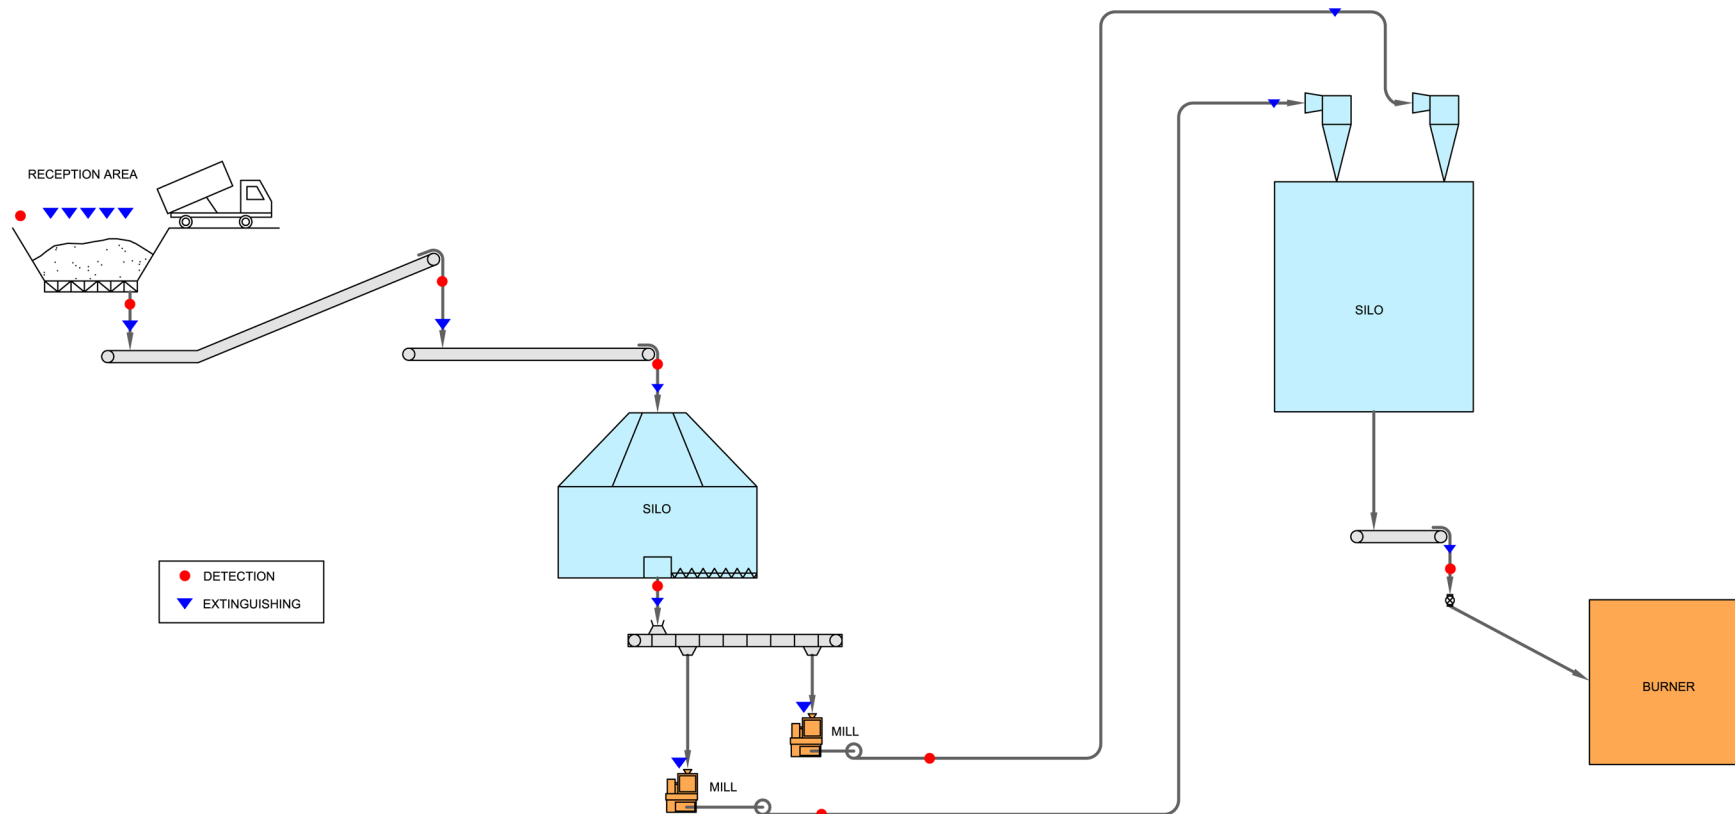 RECEPTION AREA
SILO
SILO
DETECTION
EXTINGUISHING
MILL
MILL
BURNER